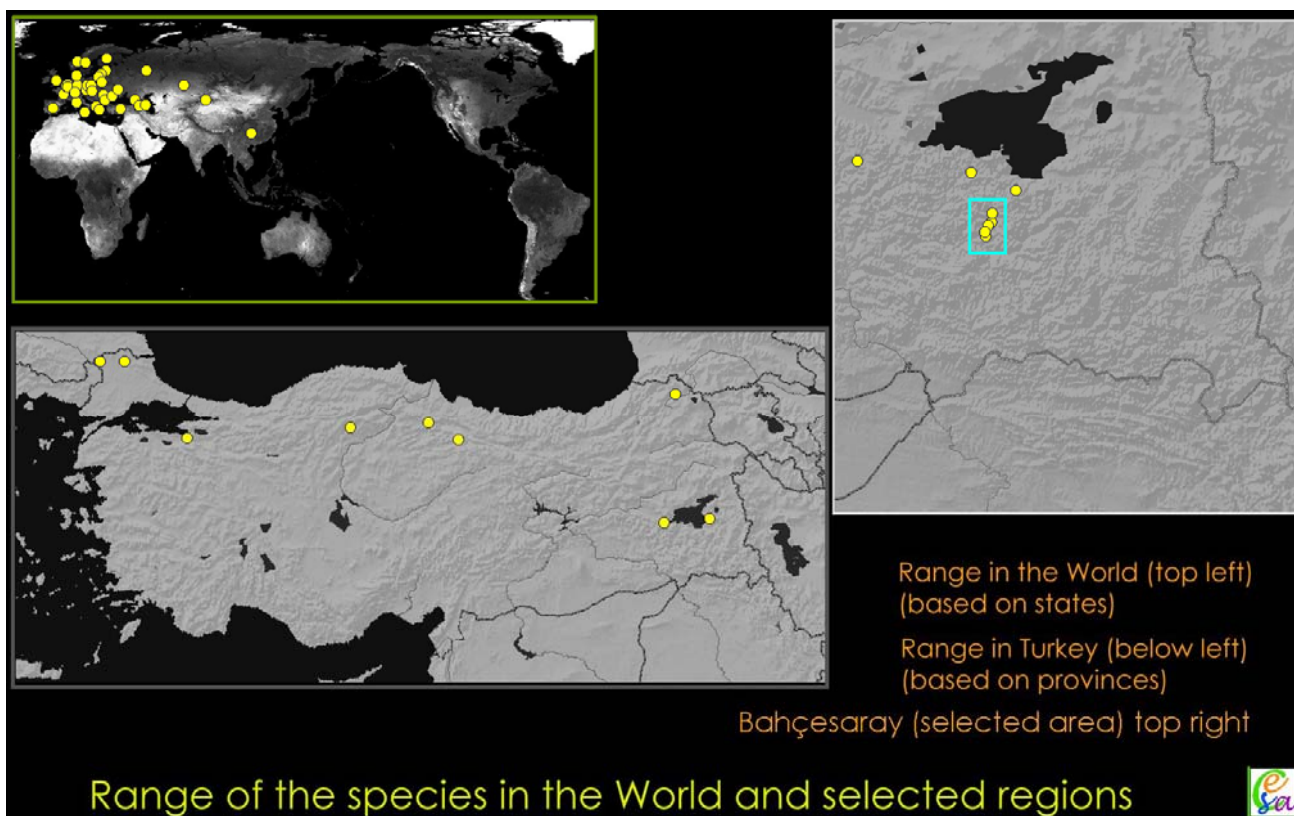 Range in the World (top left)
(based on states)
Range in Turkey (below left)
(based on provinces)
Bahçesaray (selected area) top right
Range of the species in the World and selected regions
Cesa